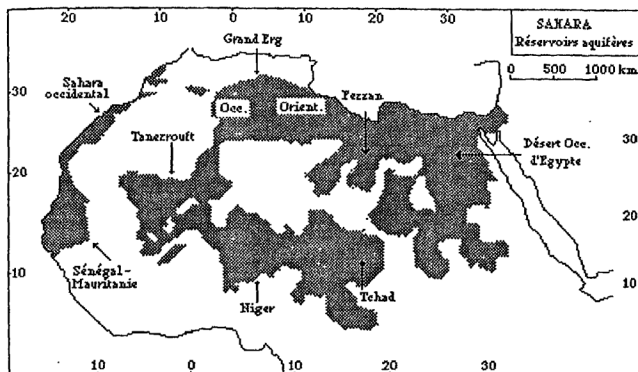 20 10 0 10 20 30
SAHARA
Réservoirs aquifères
0 500 1000 km
Grand Erg
Sahara
occidental
Occ. Orient.
Fezzan
30
30
Tanezrouft
Désert Occ.
d'Egypte
20
20
10
10
Sénégal-
Mauritanie
Niger
Tchad
10 0 10 20 30